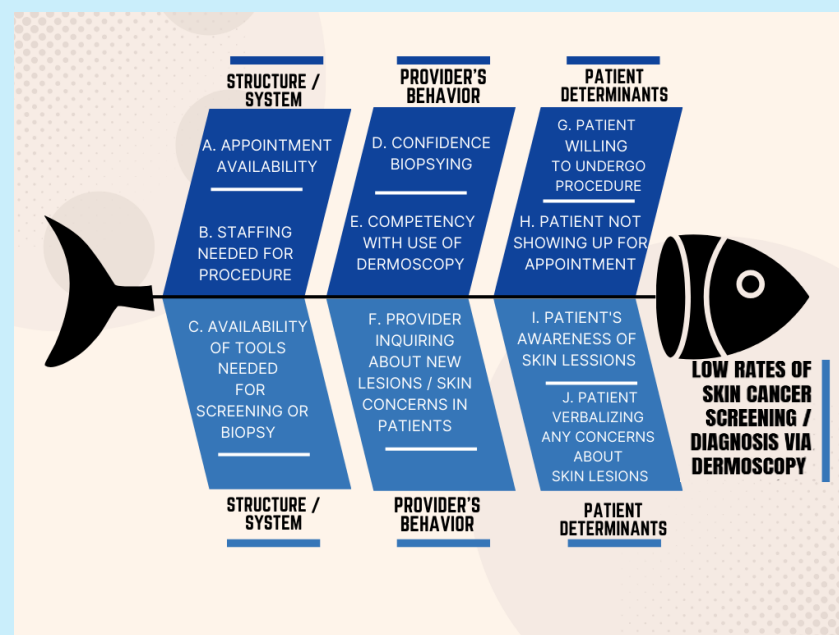 STRUCTURE /
SYSTEM
PROVIDER'S
BEHAVIOR
PATIENT
DETERMINANTS
A. APPOINTMENT
AVAILABILITY
B. STAFFING
NEEDED FOR
PROCEDURE
D. CONFIDENCE
BIOPSYING
E. COMPETENCY
WITH USE OF
DERMOSCOPY
G. PATIENT
WILLING
TO UNDERGO
PROCEDURE
H. PATIENT NOT
SHOWING UP FOR
APPOINTMENT
C. AVAILABILITY
OF TOOLS
NEEDED
FOR
SCREENING OR
BIOPSY
F. PROVIDER
INQUIRING
ABOUT NEW
LESIONS / SKIN
CONCERNS IN
PATIENTS
I. PATIENT'S
AWARENESS OF
SKIN LESSIONS
J. PATIENT
VERBALIZING
ANY CONCERNS
ABOUT
SKIN LESIONS
LOW RATES OF
SKIN CANCER
SCREENING /
DIAGNOSIS VIA
DERMOSCOPY
STRUCTURE /
SYSTEM
PROVIDER'S
BEHAVIOR
PATIENT
DETERMINANTS